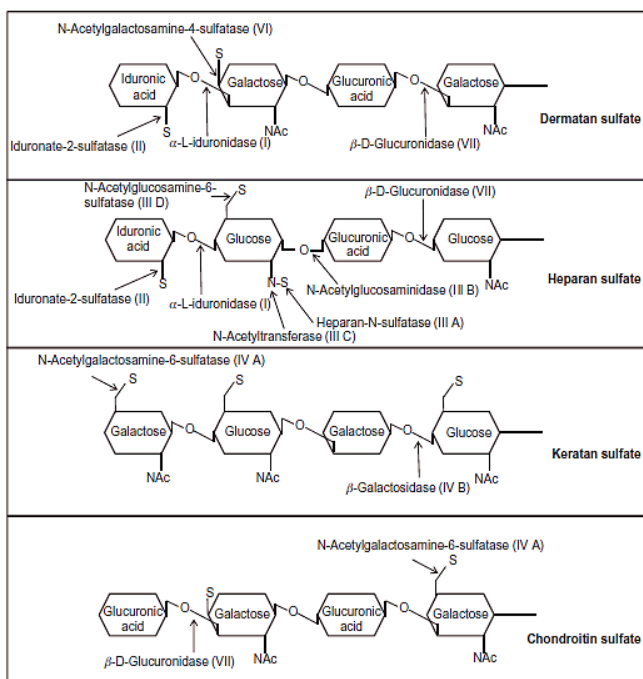 N-Acetylgalactosamine-4-sulfatase (VI)
S
Iduronic
acid
O
Galactose
O
Glucuronic
acid
O
Galactose
S
NAc
NAc
Iduronate-2-sulfatase (II)
α-L-iduronidase (I)
β-D-Glucuronidase (VII)
Dermatan sulfate
N-Acetylglucosamine-6-
sulfatase (III D)
S
β-D-Glucuronidase (VII)
Iduronic
acid
O
Glucose
O
Glucuronic
acid
O
Glucose
S
N-S
NAc
Iduronate-2-sulfatase (II)
α-L-iduronidase (I)
N-Acetylglucosaminidase (III B)
Heparan sulfate
Heparan-N-sulfatase (III A)
N-Acetyltransferase (III C)
N-Acetylgalactosamine-6-sulfatase (IV A)
S
S
S
Galactose
O
Glucose
O
Galactose
O
Glucose
NAc
NAc
NAc
β-Galactosidase (IV B)
Keratan sulfate
N-Acetylgalactosamine-6-sulfatase (IV A)
S
S
Glucuronic
acid
O
Galactose
O
Glucuronic
acid
O
Galactose
NAc
NAc
β-D-Glucuronidase (VII)
Chondroitin sulfate